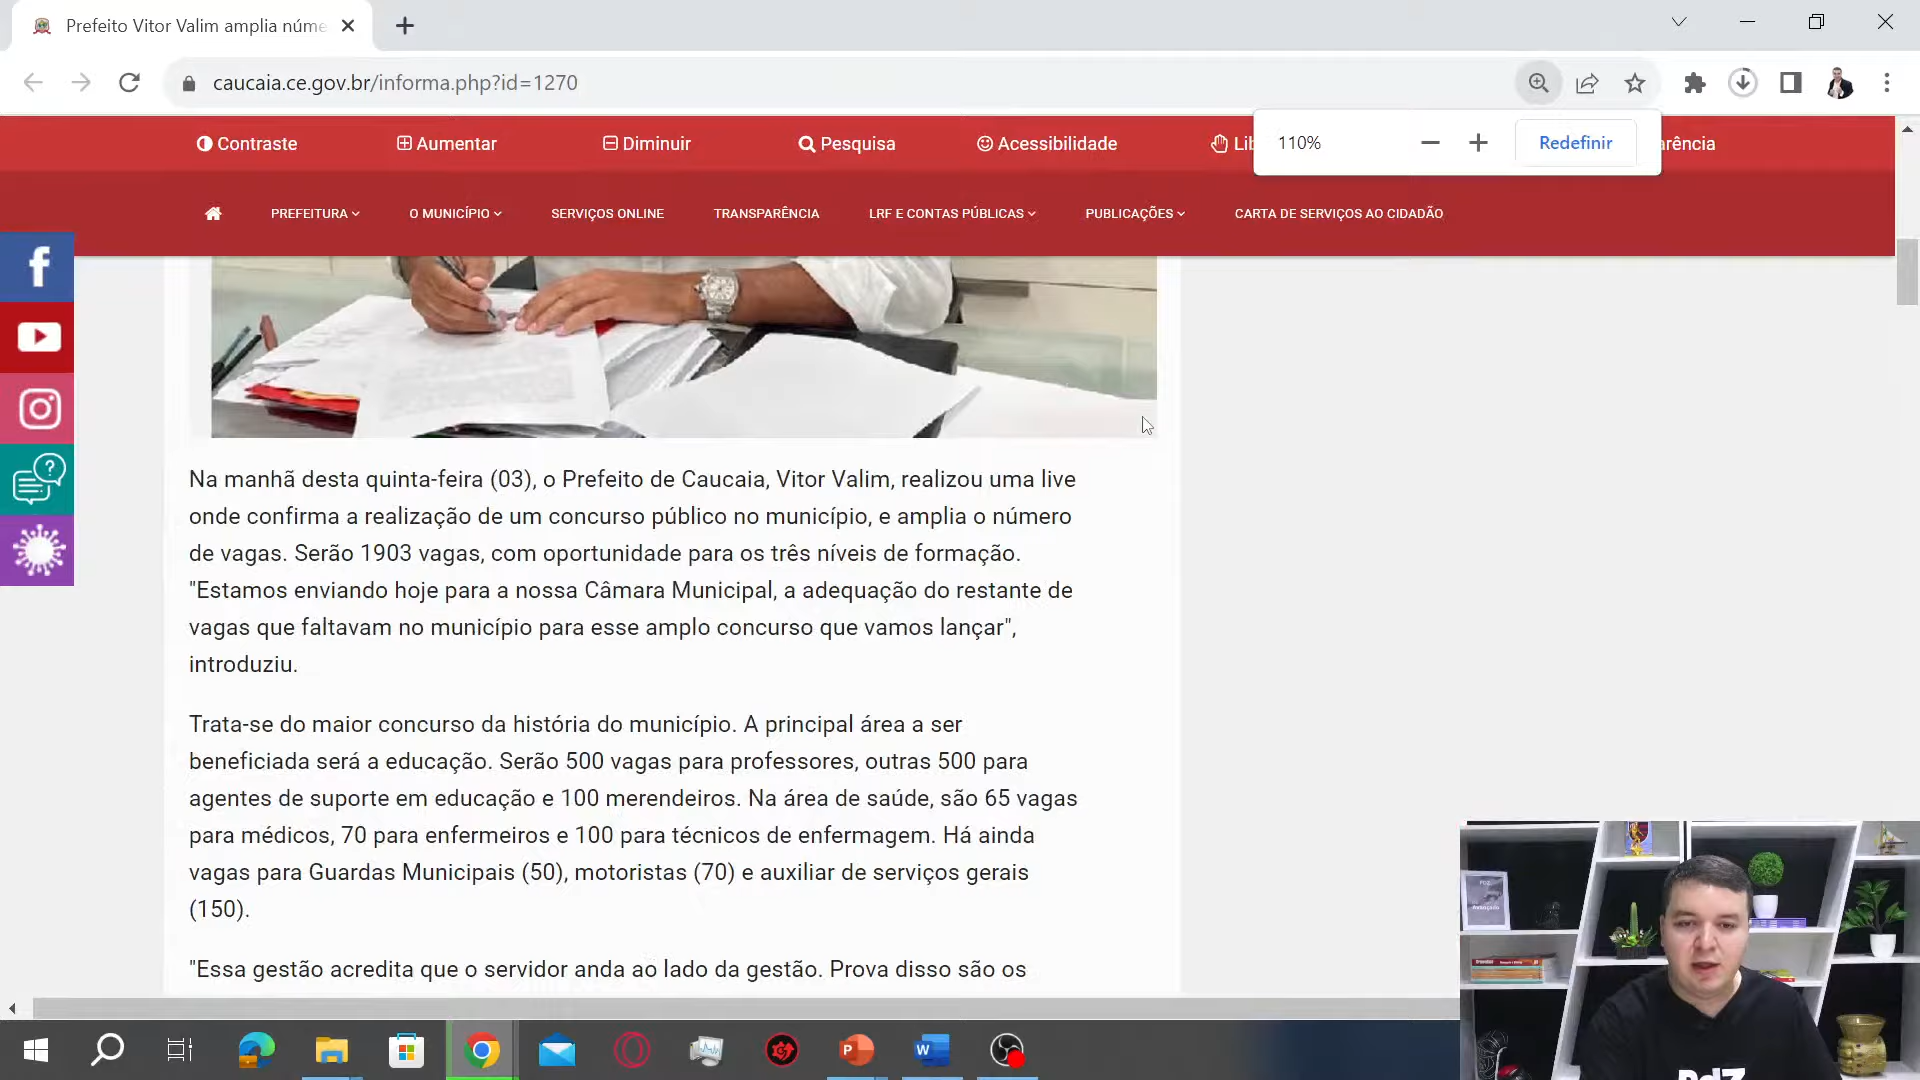 Prefeito Vitor Valim amplia núme
caucaia.ce.gov.br/informa.php?id=1270
Contraste
Aumentar
Diminuir
Pesquisa
Acessibilidade
110%
Redefinir
PREFEITURA
O MUNICÍPIO
SERVIÇOS ONLINE
TRANSPARÊNCIA
LRF E CONTAS PÚBLICAS
PUBLICAÇÕES
CARTA DE SERVIÇOS AO CIDADÃO
Na manhã desta quinta-feira (03), o Prefeito de Caucaia, Vitor Valim, realizou uma live
onde confirma a realização de um concurso público no município, e amplia o número
de vagas. Serão 1903 vagas, com oportunidade para os três níveis de formação.
"Estamos enviando hoje para a nossa Câmara Municipal, a adequação do restante de
vagas que faltavam no município para esse amplo concurso que vamos lançar",
introduziu.
Trata-se do maior concurso da história do município. A principal área a ser
beneficiada será a educação. Serão 500 vagas para professores, outras 500 para
agentes de suporte em educação e 100 merendeiros. Na área de saúde, são 65 vagas
para médicos, 70 para enfermeiros e 100 para técnicos de enfermagem. Há ainda
vagas para Guardas Municipais (50), motoristas (70) e auxiliar de serviços gerais
(150).
"Essa gestão acredita que o servidor anda ao lado da gestão. Prova disso são os